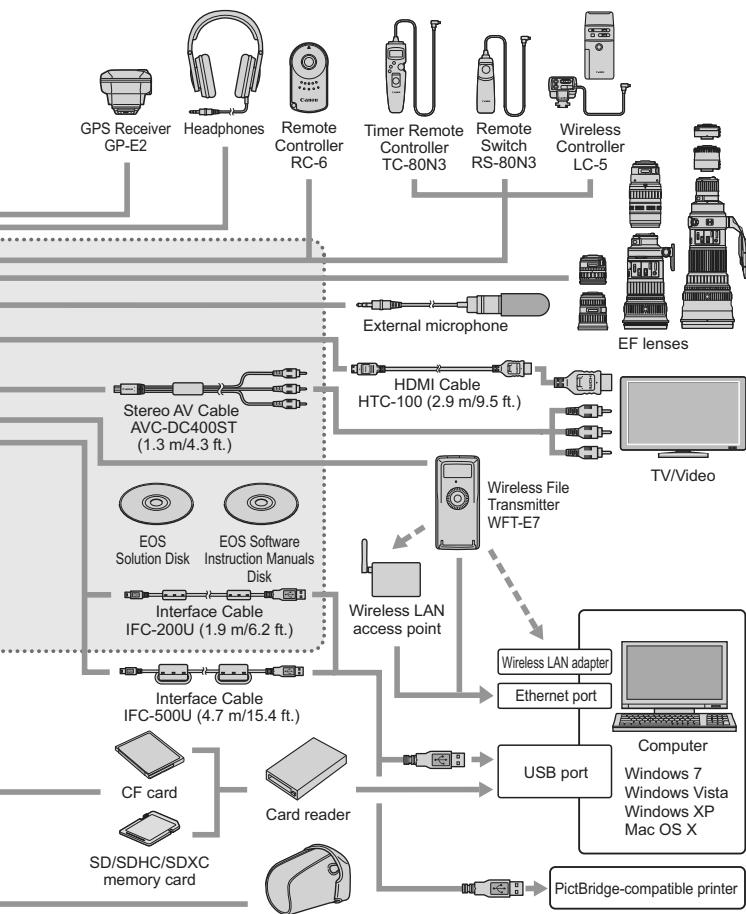 GPS Receiver
GP-E2
Headphones
Remote
Controller
RC-6
Timer Remote
Controller
TC-80N3
Remote
Switch
RS-80N3
Wireless
Controller
LC-5
Canon
EF lenses
External microphone
HDMI Cable
HTC-100 (2.9 m/9.5 ft.)
Stereo AV Cable
AVC-DC400ST
(1.3 m/4.3 ft.)
TV/Video
Wireless File
Transmitter
WFT-E7
EOS
Solution Disk
EOS Software
Instruction Manuals
Disk
Interface Cable
IFC-200U (1.9 m/6.2 ft.)
Wireless LAN
access point
Wireless LAN adapter
Ethernet port
Interface Cable
IFC-500U (4.7 m/15.4 ft.)
Computer
USB port
Windows 7
Windows Vista
Windows XP
Mac OS X
CF card
Card reader
SD/SDHC/SDXC
memory card
PictBridge-compatible printer